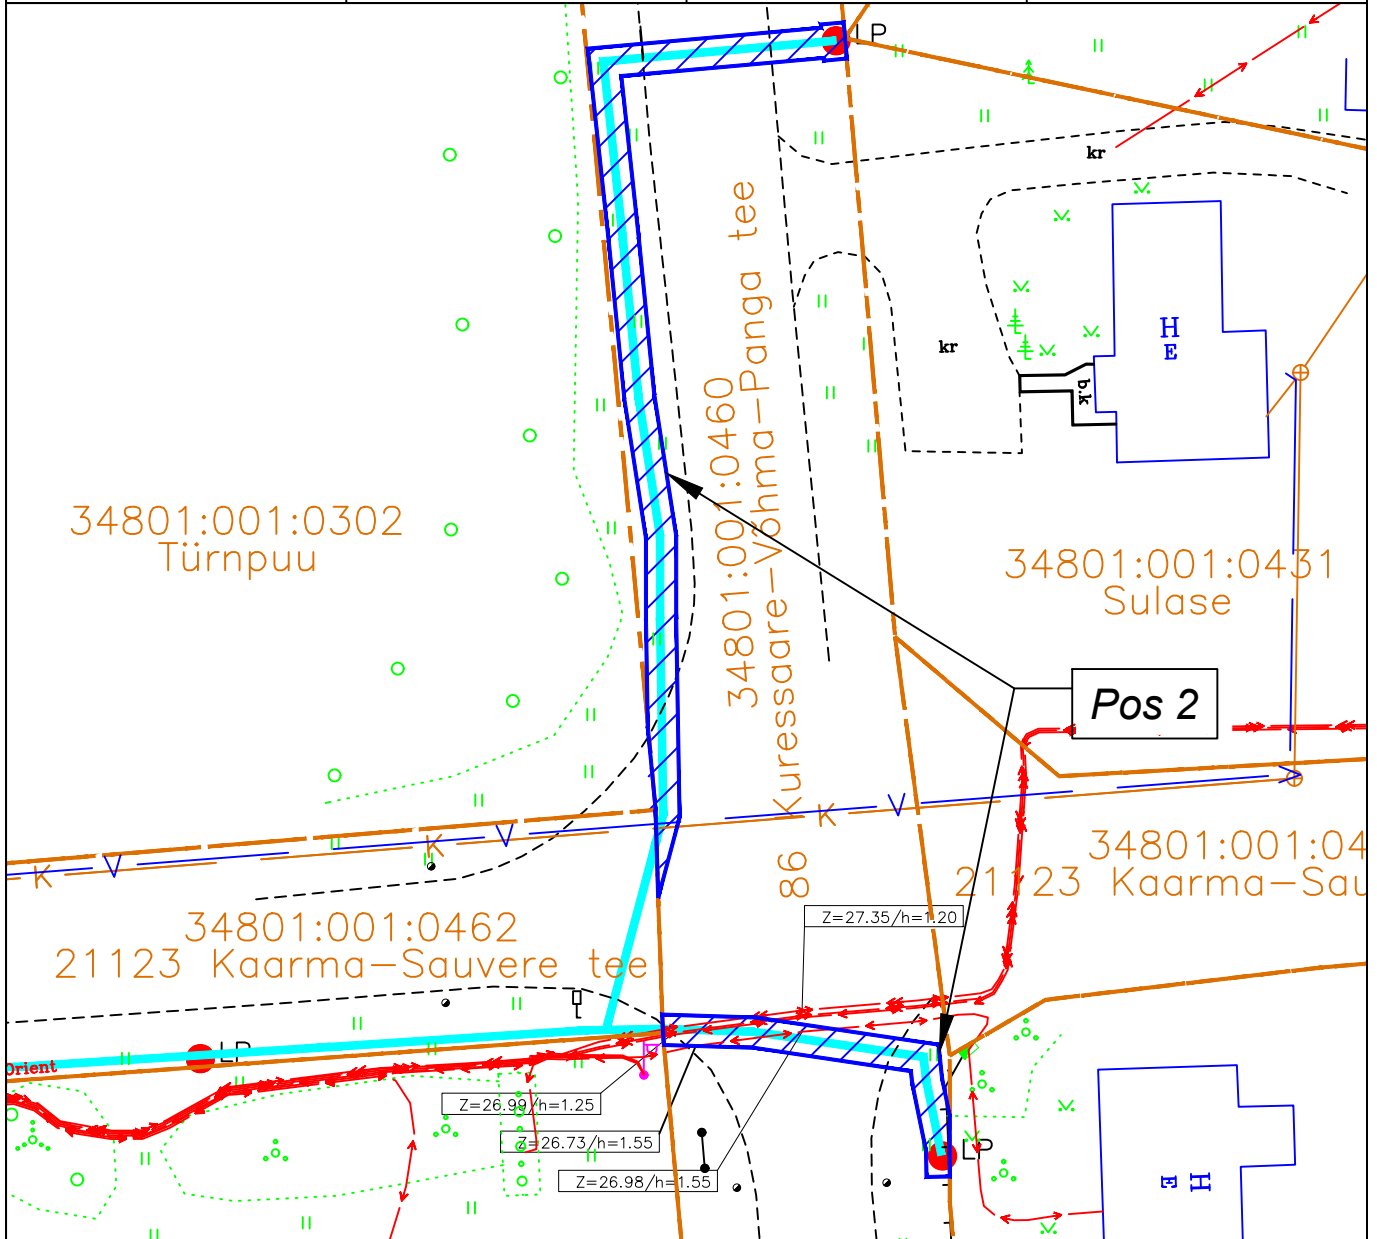 LP
kr
kr
H
E
b.k
34801:001:0460
86 Kuressaare-Võhma-Panga tee
34801:001:0302
Türnpuu
34801:001:0431
Sulase
Pos 2
V
K
V
K
V
K
34801:001:04
21123 Kaarma-Sau
34801:001:0462
21123 Kaarma-Sauvere tee
Z=27.35/h=1.20
LP
Orient
Z=26.99/h=1.25
Z=26.73/h=1.55
Z=26.98/h=1.55
LP
H
E